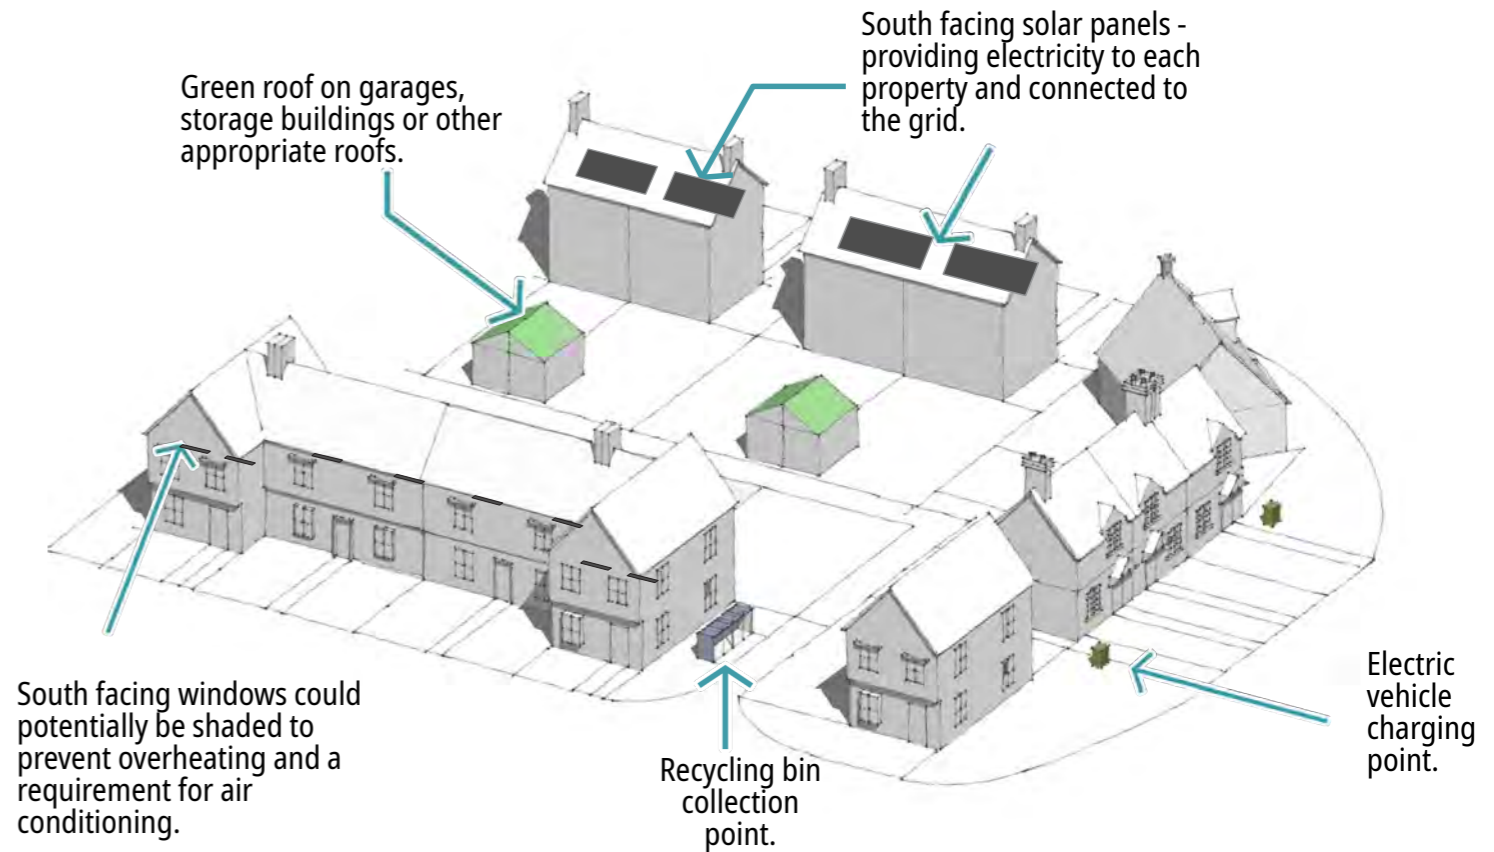 South facing solar panels -
providing electricity to each
property and connected to
the grid.
Green roof on garages,
storage buildings or other
appropriate roofs.
South facing windows could
potentially be shaded to
prevent overheating and a
requirement for air
conditioning.
Recycling bin
collection
point.
Electric
vehicle
charging
point.